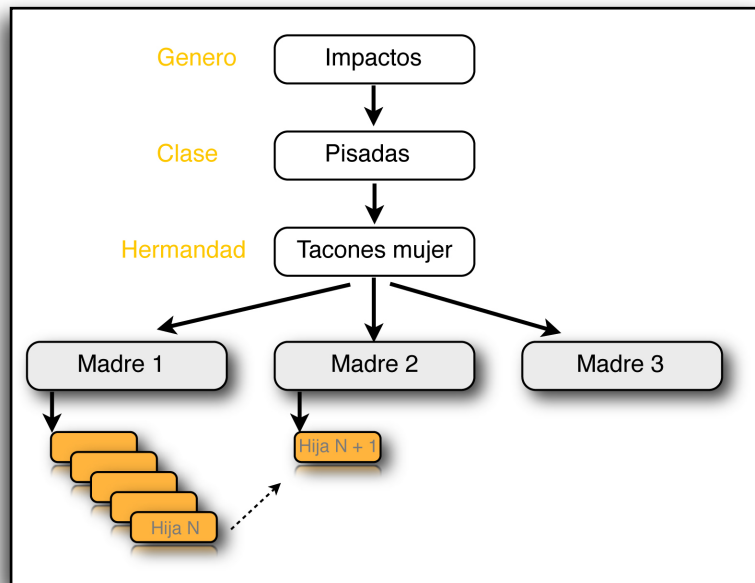 Genero
Impactos
Clase
Pisadas
Hermandad
Tacones mujer
Madre 1
Madre 2
Madre 3
Hija N + 1
Hija N